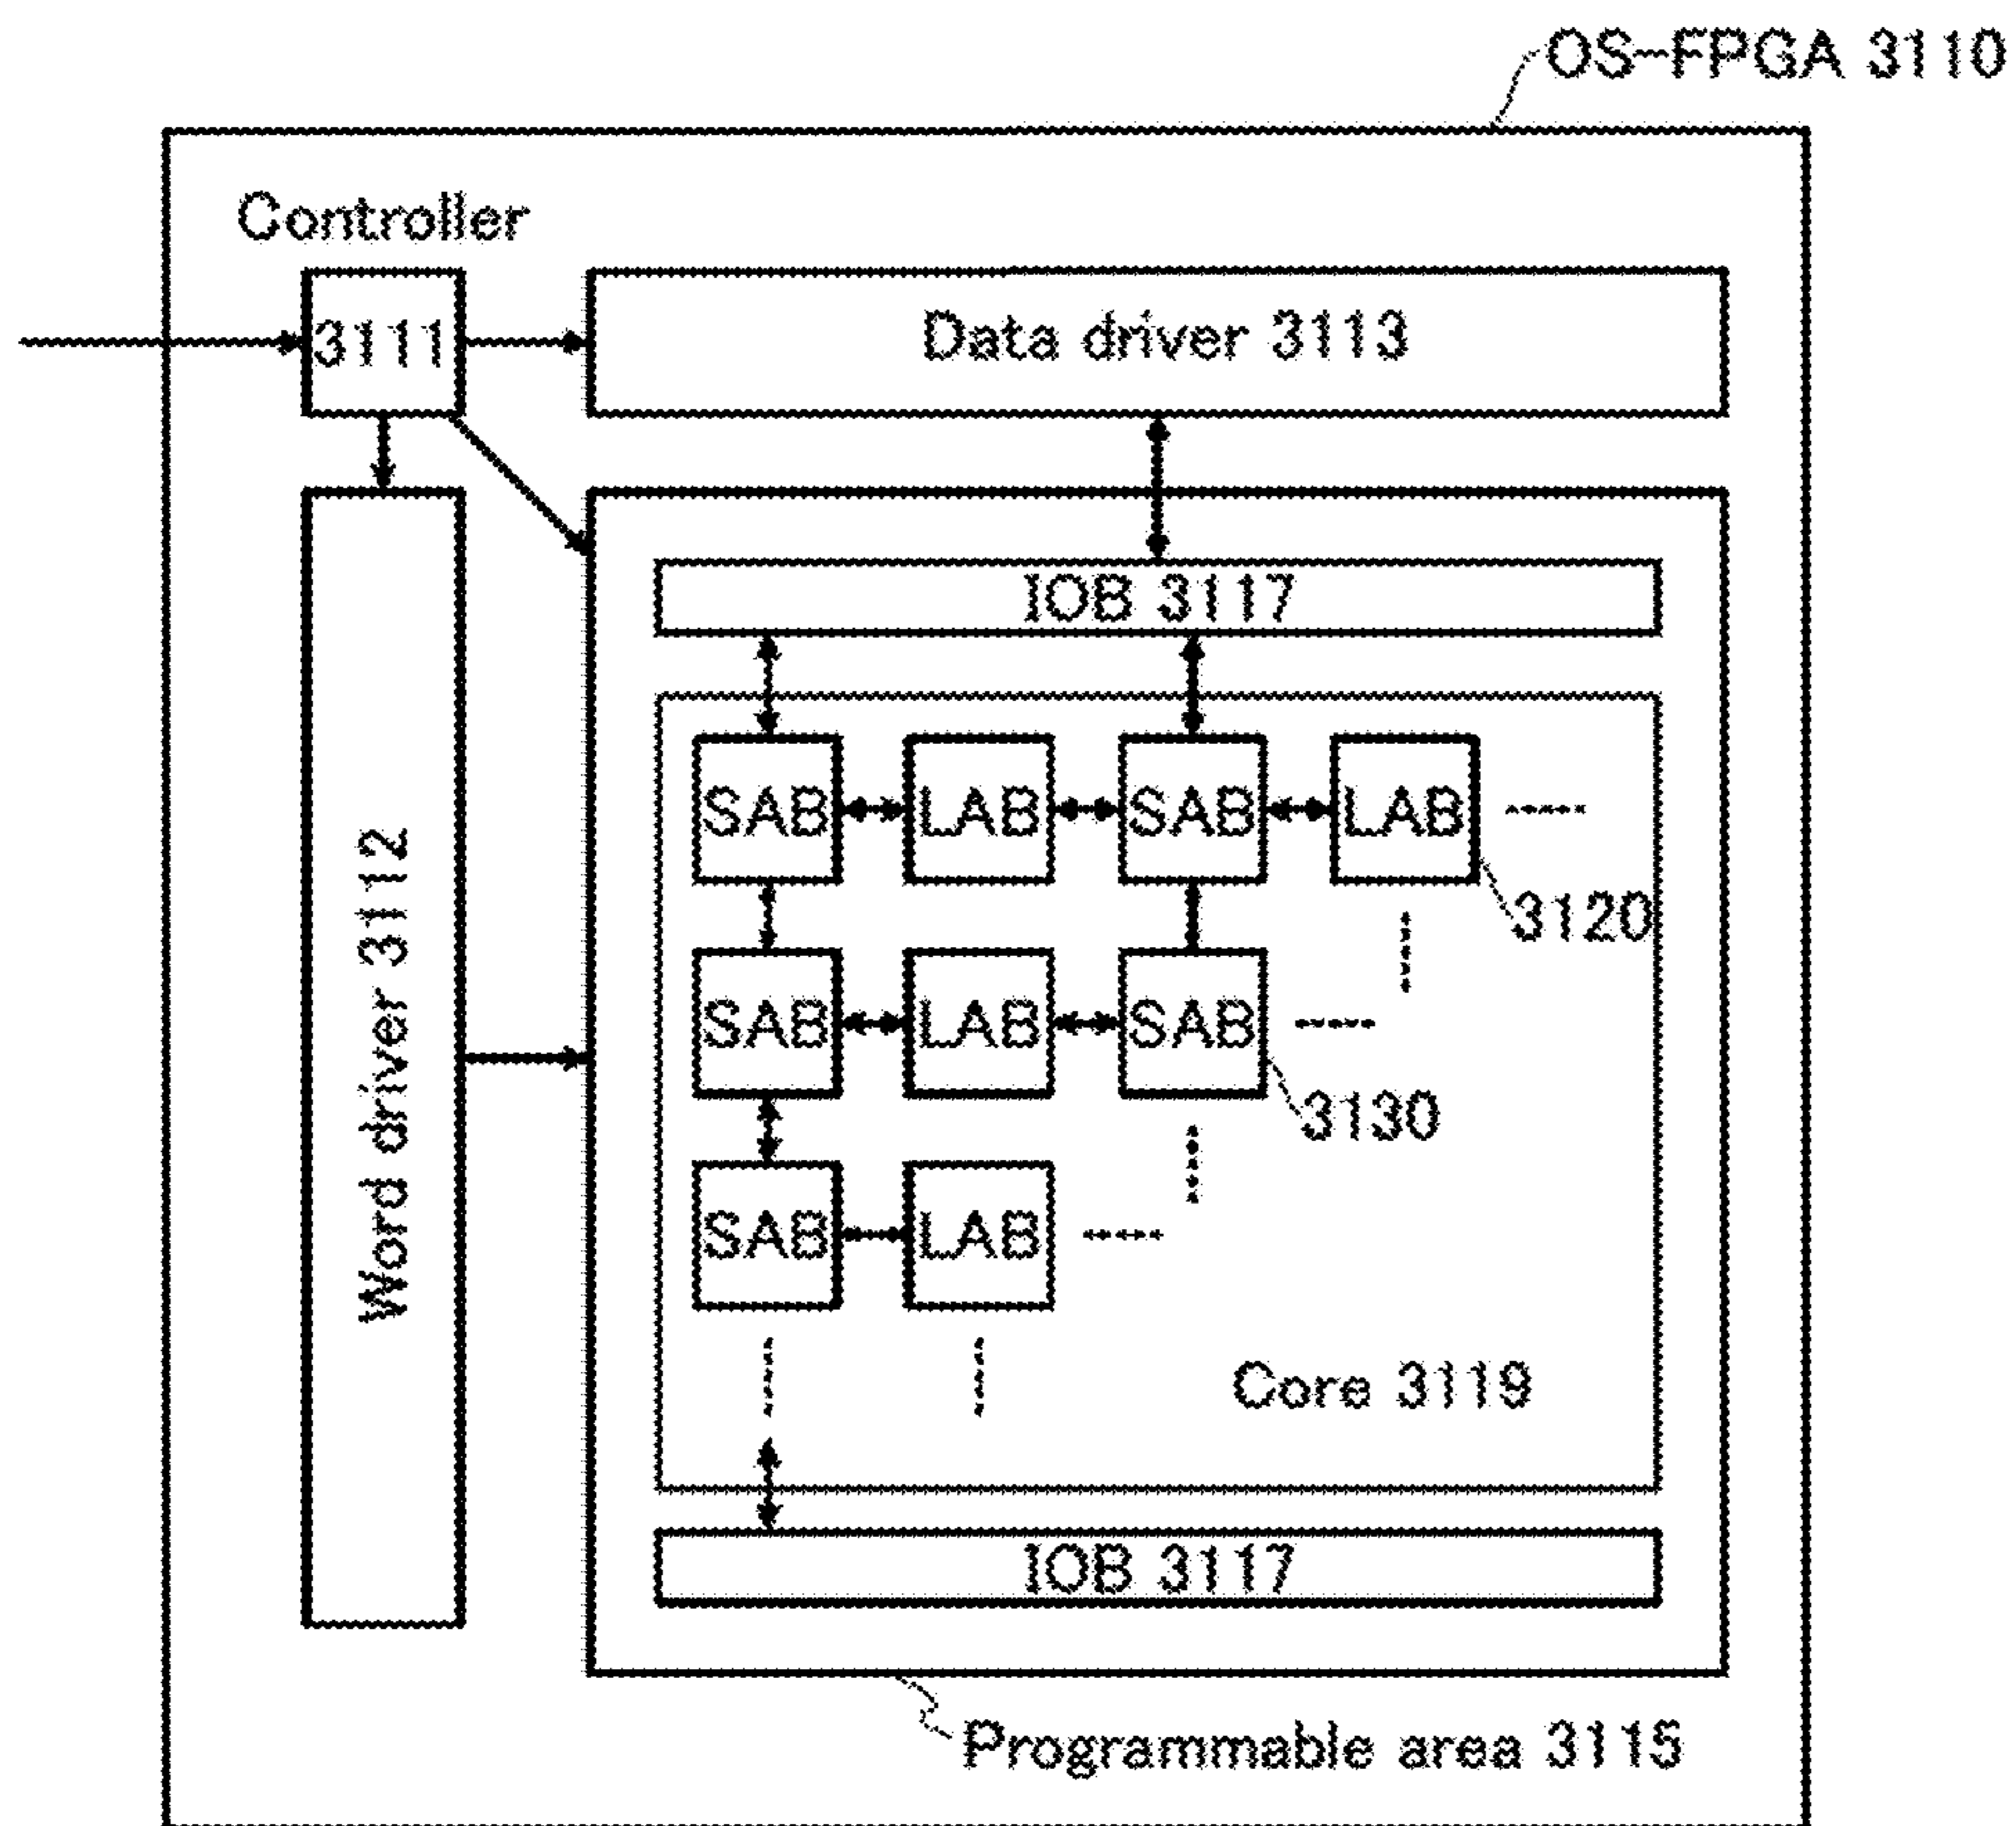 OS-FPGA 3110
Controller
3111
Data driver 3113
Word driver 3112
IOB 3117
SAB LAB SAB LAB
3120
SAB LAB SAB
3130
SAB LAB
Core 3119
IOB 3117
Programmable area 3115